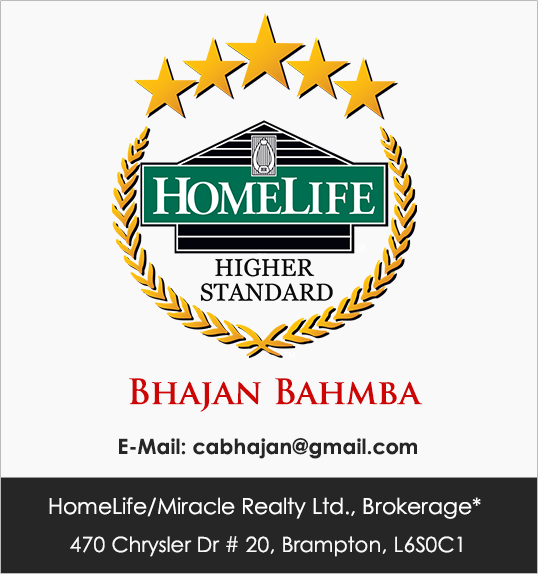 HomeLife
HIGHER
STANDARD
Bhajan Bahmba
E-Mail: cabhajan@gmail.com
HomeLife/Miracle Realty Ltd., Brokerage*
470 Chrysler Dr # 20, Brampton, L6S0C1